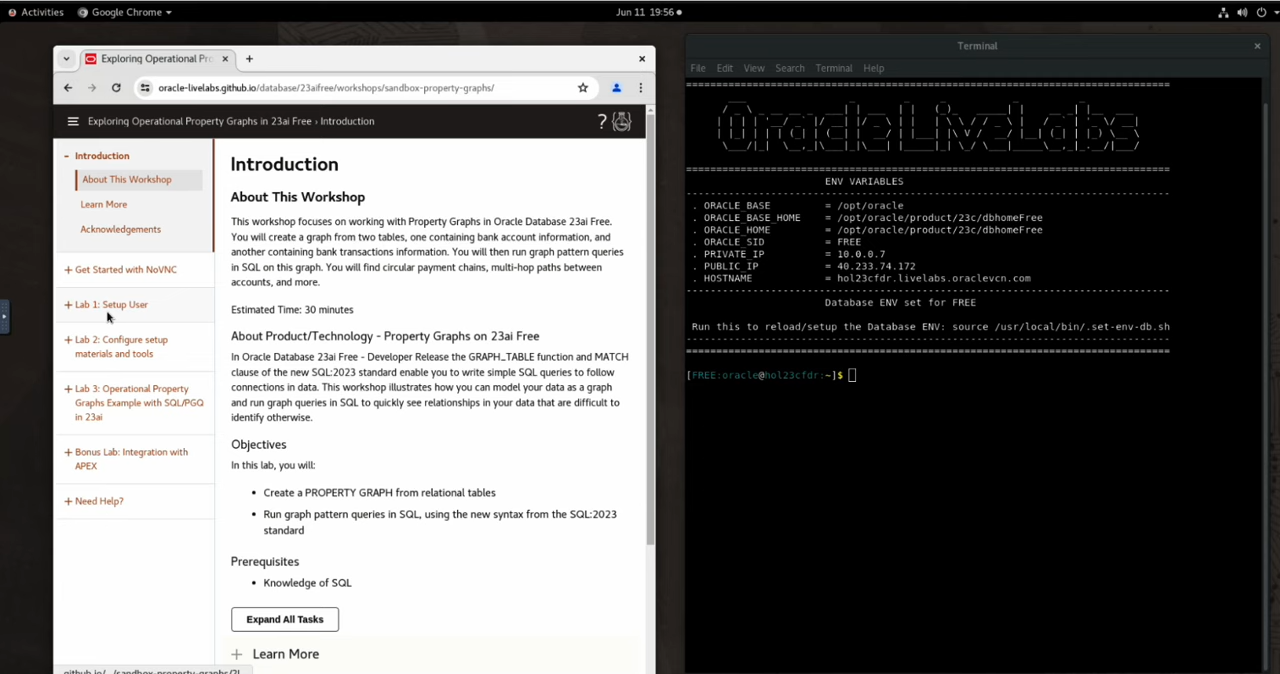 Activities
Google Chrome
Jun 11 19:56
Exploring Operational Pro
oracle-livelabs.github.io/database/23aifree/workshops/sandbox-property-graphs/
Exploring Operational Property Graphs in 23ai Free › Introduction
- Introduction
About This Workshop
Learn More
Acknowledgements
+ Get Started with NoVNC
+ Lab 1: Setup User
+ Lab 2: Configure setup
materials and tools
+ Lab 3: Operational Property
Graphs Example with SQL/PGQ
in 23ai
+ Bonus Lab: Integration with
APEX
+ Need Help?
Introduction
About This Workshop
This workshop focuses on working with Property Graphs in Oracle Database 23ai Free.
You will create a graph from two tables, one containing bank account information, and
another containing bank transactions information. You will then run graph pattern queries
in SQL on this graph. You will find circular payment chains, multi-hop paths between
accounts, and more.
Estimated Time: 30 minutes
About Product/Technology - Property Graphs on 23ai Free
In Oracle Database 23ai Free - Developer Release the GRAPH_TABLE function and MATCH
clause of the new SQL:2023 standard enable you to write simple SQL queries to follow
connections in data. This workshop illustrates how you can model your data as a graph
and run graph queries in SQL to quickly see relationships in your data that are difficult to
identify otherwise.
Objectives
In this lab, you will:
• Create a PROPERTY GRAPH from relational tables
• Run graph pattern queries in SQL, using the new syntax from the SQL:2023
standard
Prerequisites
• Knowledge of SQL
Expand All Tasks
+ Learn More
Terminal
File Edit View Search Terminal Help
Oracle LiveLabs
ENV VARIABLES
. ORACLE_BASE = /opt/oracle
. ORACLE_BASE_HOME = /opt/oracle/product/23c/dbhomeFree
. ORACLE_HOME = /opt/oracle/product/23c/dbhomeFree
. ORACLE_SID = FREE
. PRIVATE_IP = 10.0.0.7
. PUBLIC_IP = 40.233.74.172
. HOSTNAME = hol23cfdr.livelabs.oraclevcn.com
Database ENV set for FREE
Run this to reload/setup the Database ENV: source /usr/local/bin/.set-env-db.sh
[FREE:oracle@hol23cfdr:~]$